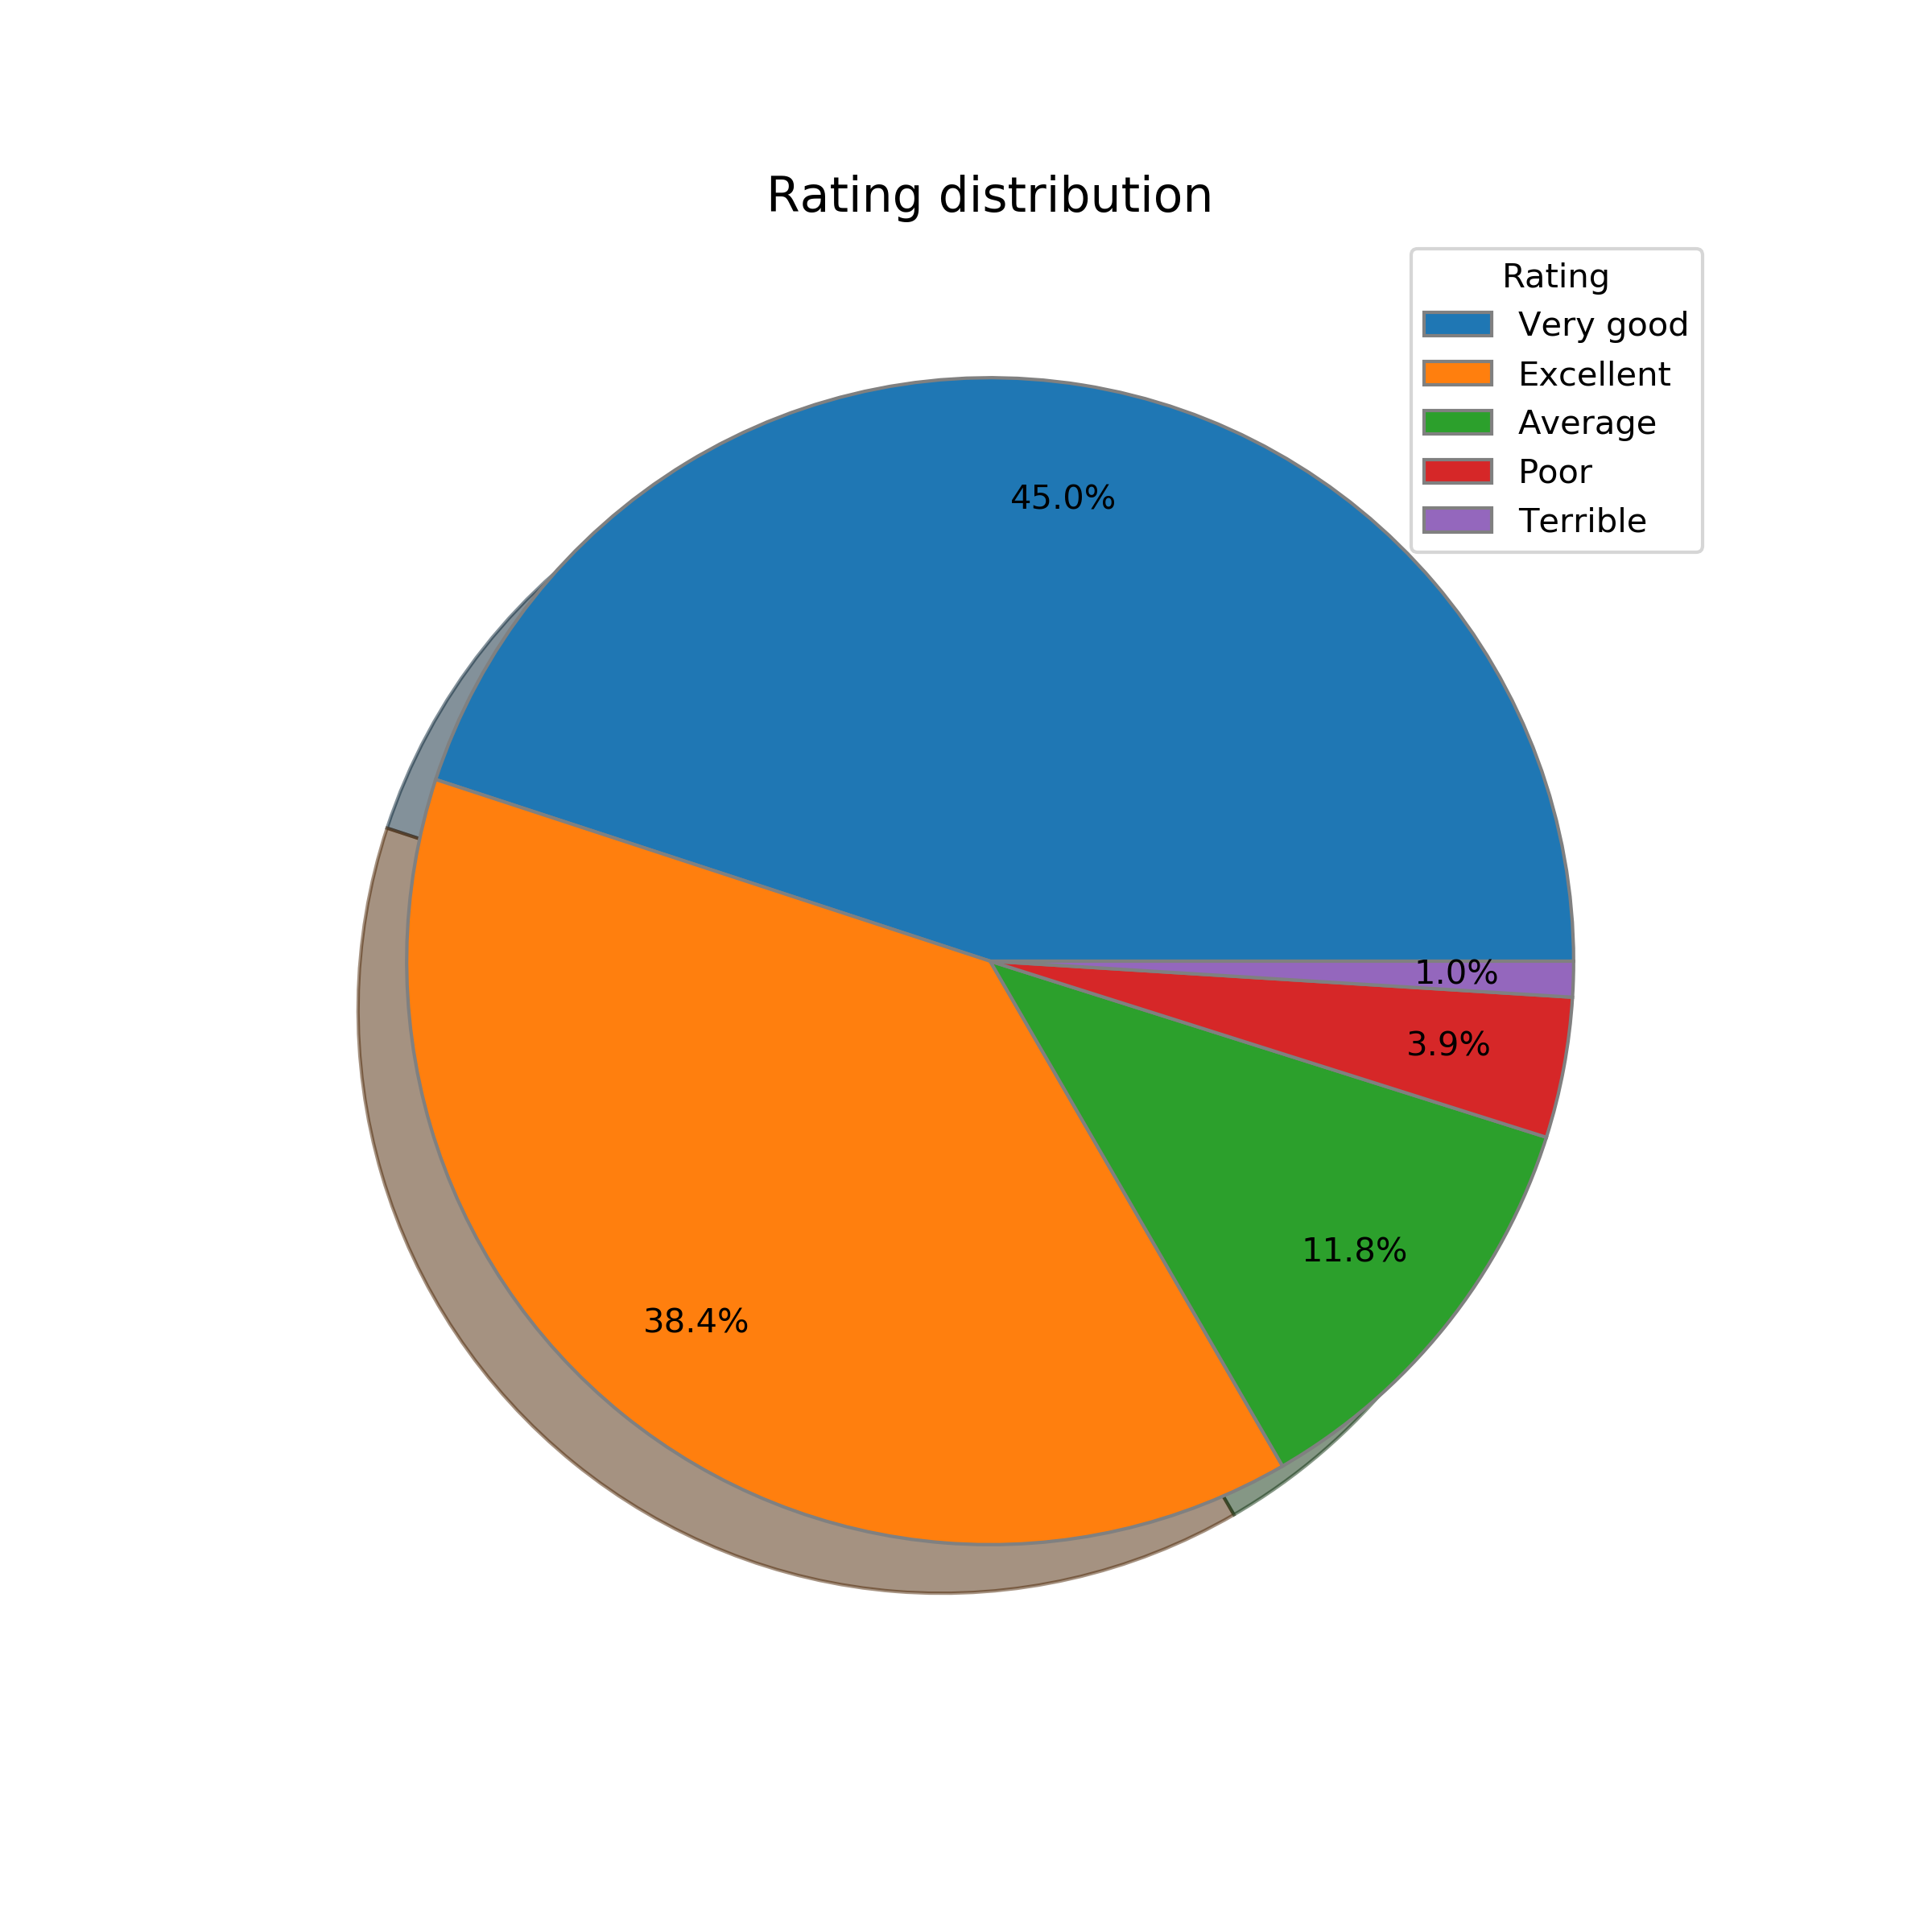 Rating distribution
Rating
Very good
Excellent
Average
Poor
Terrible
45.0%
1.0%
3.9%
11.8%
38.4%